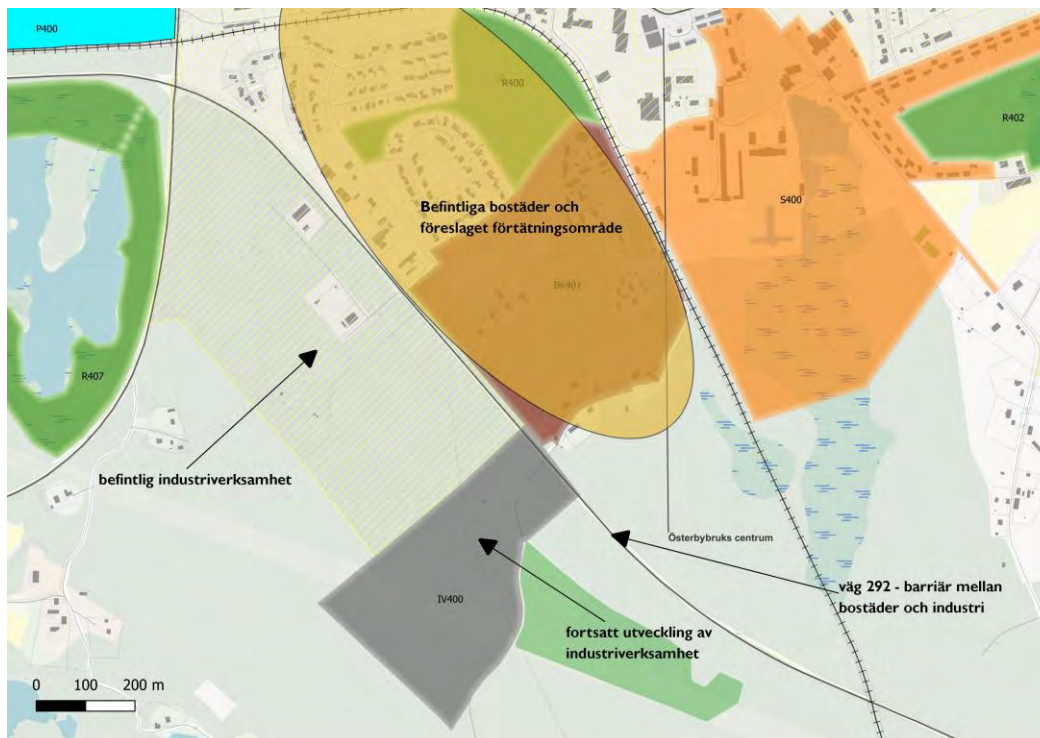 P400
R400
R402
S400
Befintliga bostäder och
föreslaget förtätningsområde
BK401
R407
befintlig industriverksamhet
Österbybruks centrum
väg 292 - barriär mellan
bostäder och industri
IV400
fortsatt utveckling av
industriverksamhet
0 100 200 m